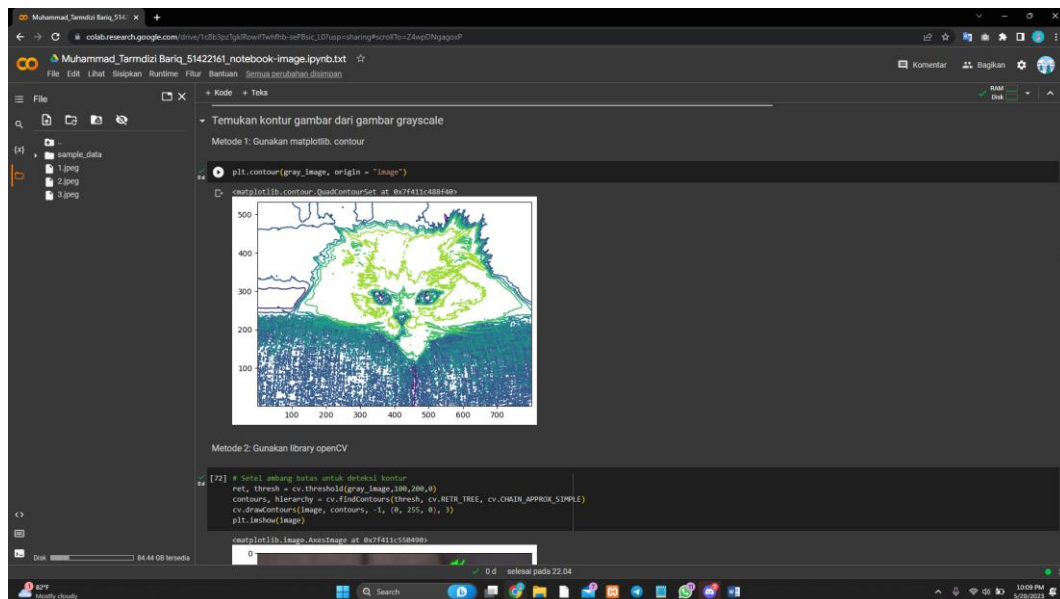 Muhammad_Tarmdizi Bariq_514
colab.research.google.com/drive/
Muhammad_Tarmdizi Bariq_51422161_notebook-image.ipynb.txt
File Edit Lihat Sisipkan Runtime Fitur Bantuan Semua perubahan disimpan
Komentar Bagikan
File
+ Kode + Teks
RAM
Disk
..
sample_data
1.jpeg
2.jpeg
3.jpeg
Temukan kontur gambar dari gambar grayscale
Metode 1: Gunakan matplotlib. contour
plt.contour(gray_image, origin = "image")
<matplotlib.contour.QuadContourSet at 0x7f411c488f40>
500
400
300
200
100
100 200 300 400 500 600 700
Metode 2: Gunakan library openCV
[72] # Setel ambang batas untuk deteksi kontur
ret, thresh = cv.threshold(gray_image,100,200,0)
contours, hierarchy = cv.findContours(thresh, cv.RETR_TREE, cv.CHAIN_APPROX_SIMPLE)
cv.drawContours(image, contours, -1, (0, 255, 0), 3)
plt.imshow(image)
<matplotlib.image.AxesImage at 0x7f411c550490>
0
Disk 64.44 GB tersedia
0 d selesai pada 22.04
82°F
Mostly cloudy
Search
10:09 PM
5/20/2023